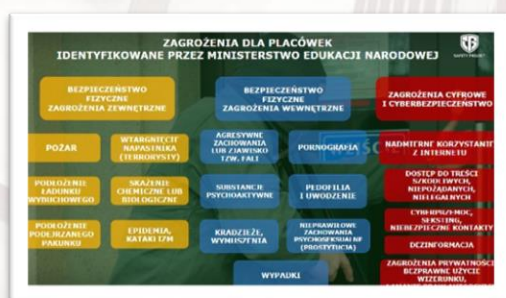 ZAGROŻENIA DLA PLACÓWEK
IDENTYFIKOWANE PRZEZ MINISTERSTWO EDUKACJI NARODOWEJ
BEZPIECZEŃSTWO
FIZYCZNE
ZAGROŻENIA ZEWNĘTRZNE
BEZPIECZEŃSTWO
FIZYCZNE
ZAGROŻENIA WEWNĘTRZNE
ZAGROŻENIA CYFROWE
I CYBERBEZPIECZEŃSTWO
POŻAR
WTARGNIĘCIE
NAPASTNIKA
(TERRORYSTY)
AGRESYWNE
ZACHOWANIA
LUB ZJAWISKO
TZW. FALI
PORNOGRAFIA
NADMIERNE KORZYSTANIE
Z INTERNETU
PODŁOŻENIE
ŁADUNKU
WYBUCHOWEGO
SKAŻENIE
CHEMICZNE LUB
BIOLOGICZNE
SUBSTANCJE
PSYCHOAKTYWNE
PEDOFILIA
I UWODZENIE
DOSTĘP DO TREŚCI
SZKODLIWYCH,
NIEPOŻĄDANYCH,
NIELEGALNYCH
PODŁOŻENIE
PODEJRZANEGO
PAKUNKU
EPIDEMIA,
KATAKLIZM
KRADZIEŻE,
WYMUSZENIA
NIEPRAWIŁOWE
ZACHOWANIA
PSYCHOSEKSUALNE
(PROSTYTUCJA)
CYBERPRZEMOC,
SEKSTING,
NIEBEZPIECZNE KONTAKTY
DEZINFORMACJA
WYPADKI
ZAGROŻENIA PRYWATNOŚCI
BEZPRAWNE UŻYCIE
WIZERUNKU,